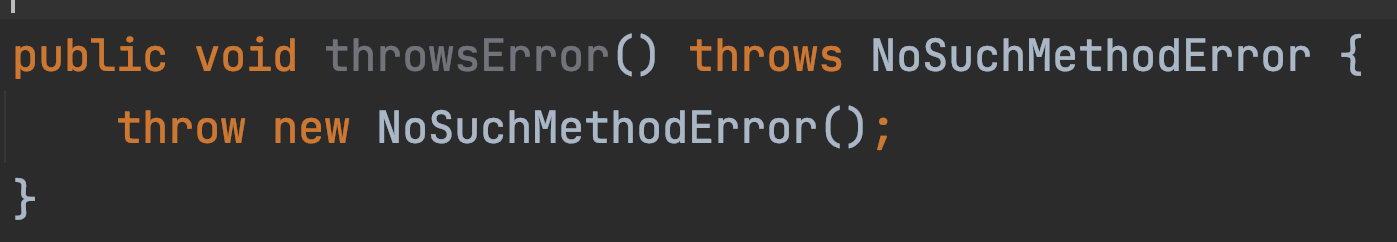 public void throwsError() throws NoSuchMethodError {
    throw new NoSuchMethodError();
}